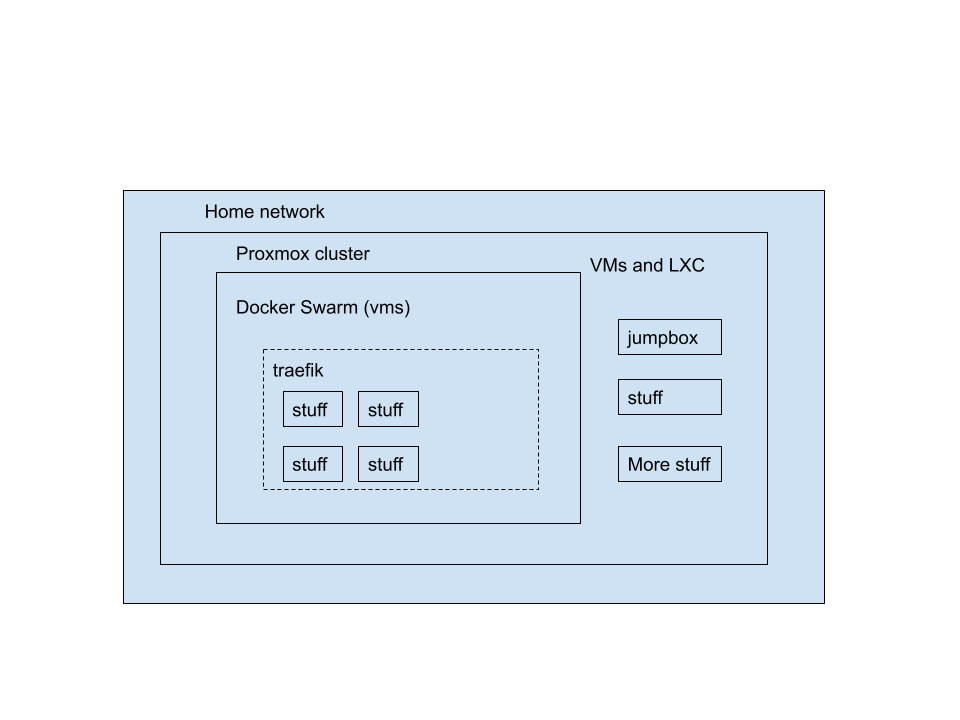 Home network
Proxmox cluster
VMs and LXC
Docker Swarm (vms)
jumpbox
traefik
stuff
stuff
stuff
stuff
stuff
More stuff